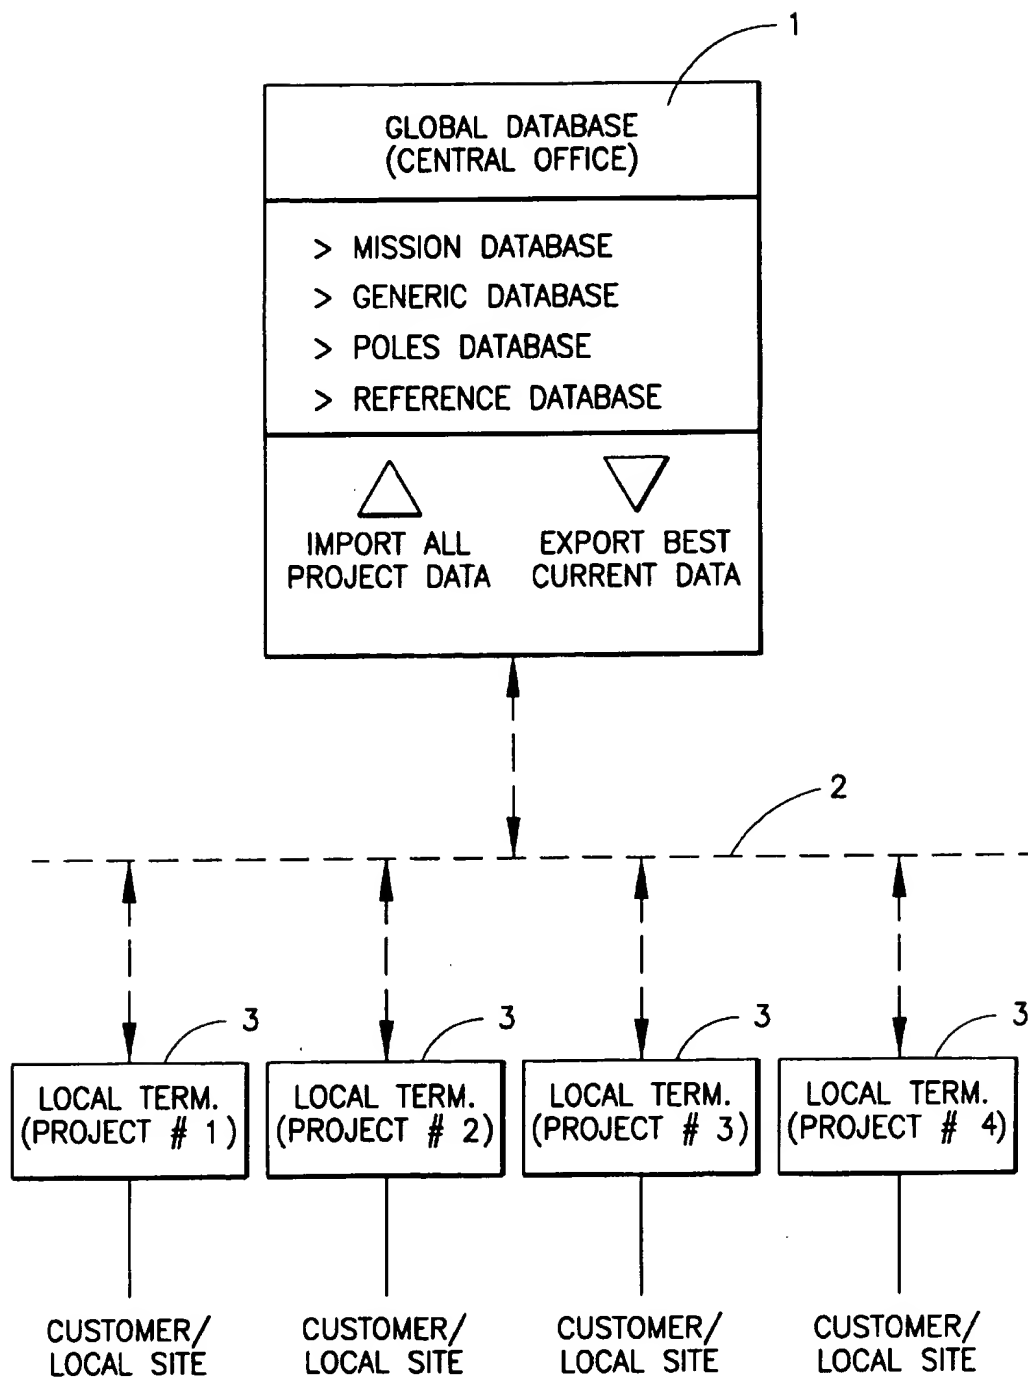 1
GLOBAL DATABASE
(CENTRAL OFFICE)
> MISSION DATABASE
> GENERIC DATABASE
> POLES DATABASE
> REFERENCE DATABASE
IMPORT ALL
PROJECT DATA
EXPORT BEST
CURRENT DATA
2
3
LOCAL TERM.
(PROJECT # 1)
3
LOCAL TERM.
(PROJECT # 2)
3
LOCAL TERM.
(PROJECT # 3)
3
LOCAL TERM.
(PROJECT # 4)
CUSTOMER/
LOCAL SITE
CUSTOMER/
LOCAL SITE
CUSTOMER/
LOCAL SITE
CUSTOMER/
LOCAL SITE